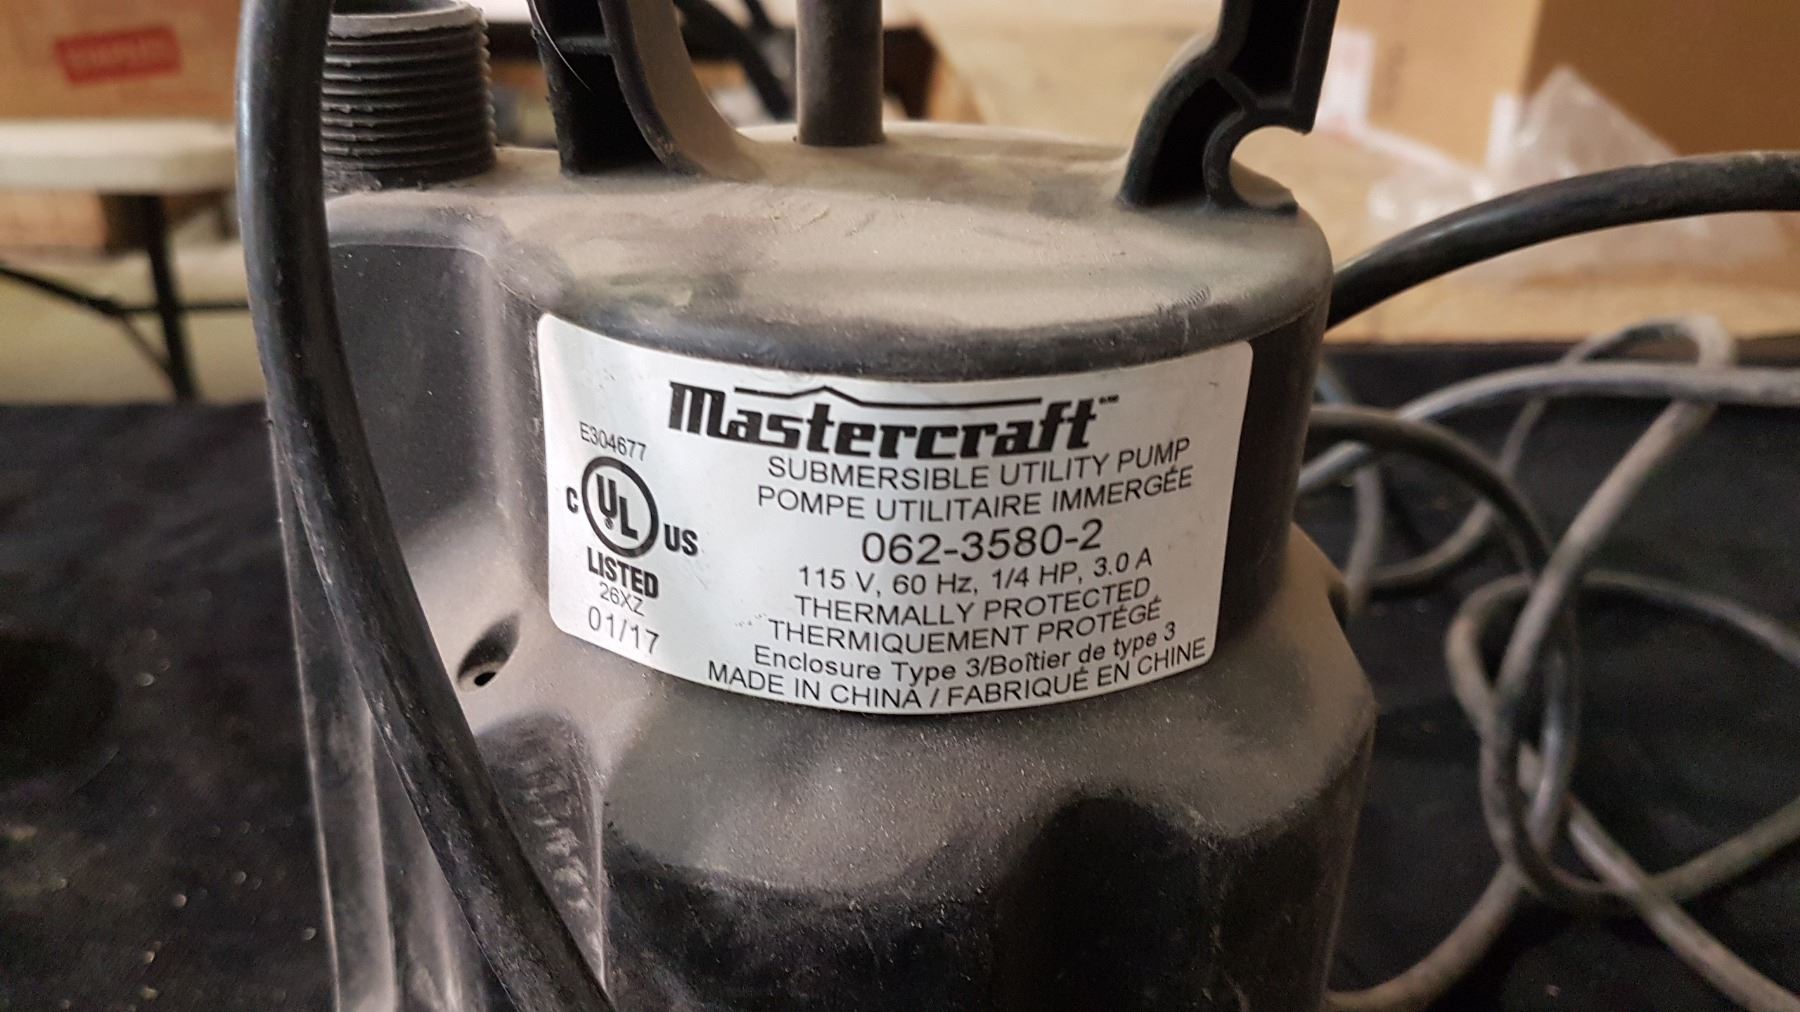 Mastercraft™
SUBMERSIBLE UTILITY PUMP
POMPE UTILITAIRE IMMERGÉE
062-3580-2
115 V, 60 Hz, 1/4 HP, 3.0 A
THERMALLY PROTECTED
THERMIQUEMENT PROTÉGÉ
Enclosure Type 3/Boîtier de type 3
MADE IN CHINA / FABRIQUÉ EN CHINE
E304677
C UL® US
LISTED
26XZ
01/17